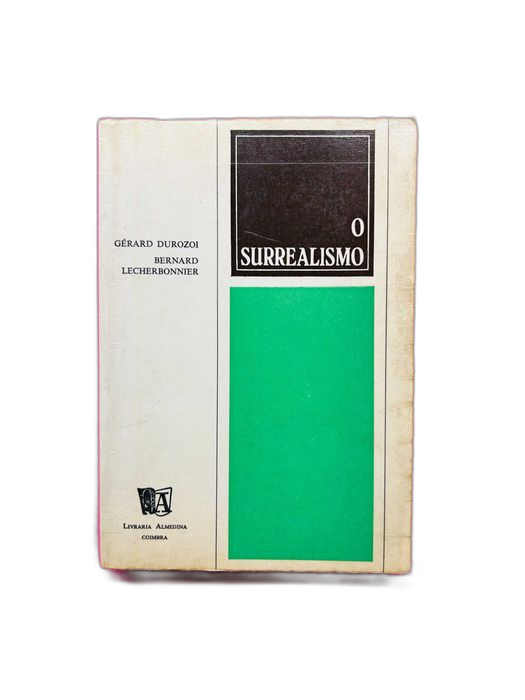 GÉRARD DUROZOI
BERNARD
LECHERBONNIER
O
SURREALISMO
A
LIVRARIA ALMEDINA
COIMBRA